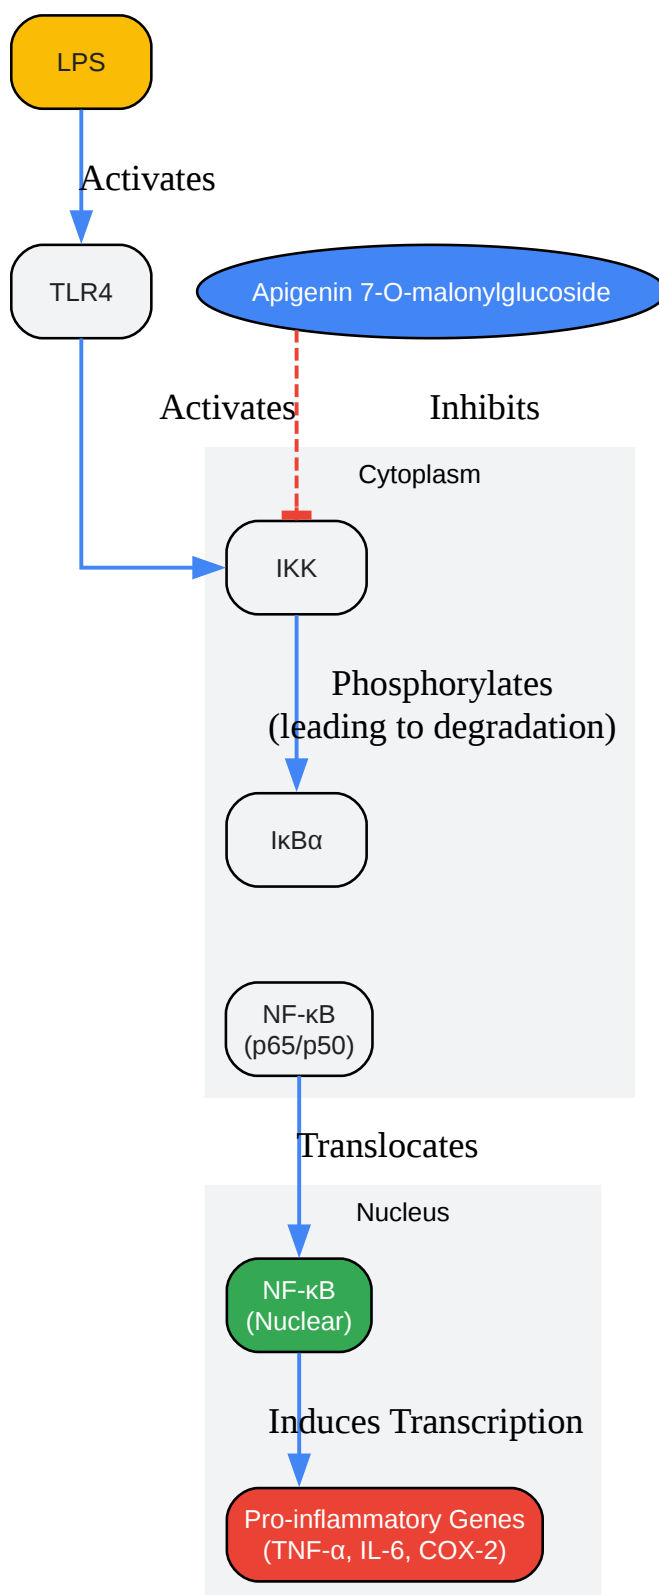 LPS
Activates
TLR4
Apigenin 7-O-malonylglucoside
Activates
Inhibits
Cytoplasm
IKK
Phosphorylates
(leading to degradation)
IκBα
NF-κB
(p65/p50)
Translocates
Nucleus
NF-κB
(Nuclear)
Induces Transcription
Pro-inflammatory Genes
(TNF-α, IL-6, COX-2)